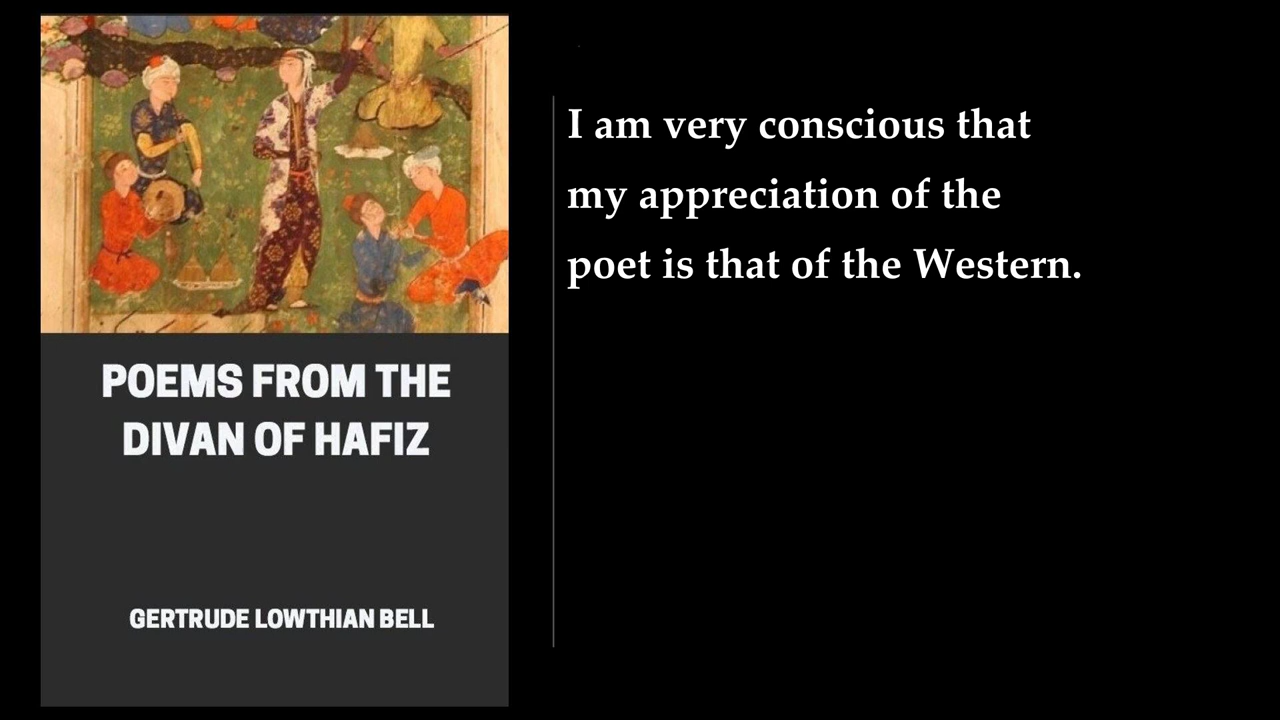 POEMS FROM THE
DIVAN OF HAFIZ
GERTRUDE LOWTHIAN BELL
I am very conscious that
my appreciation of the
poet is that of the Western.